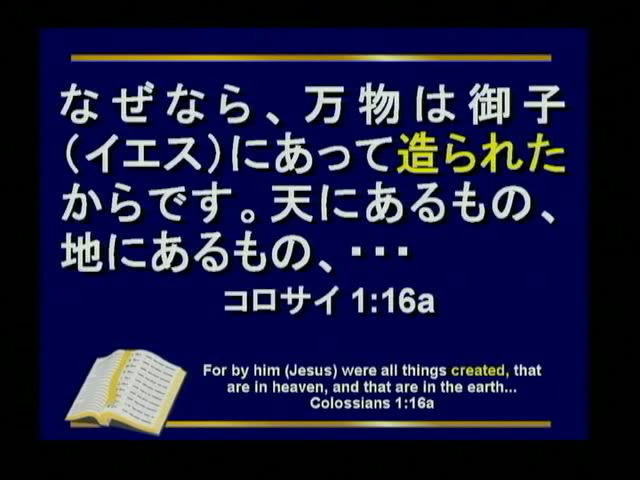 なぜなら、万物は御子
（イエス）にあって造られた
からです。天にあるもの、
地にあるもの、・・・
コロサイ 1:16a
For by him (Jesus) were all things created, that
are in heaven, and that are in the earth...
Colossians 1:16a